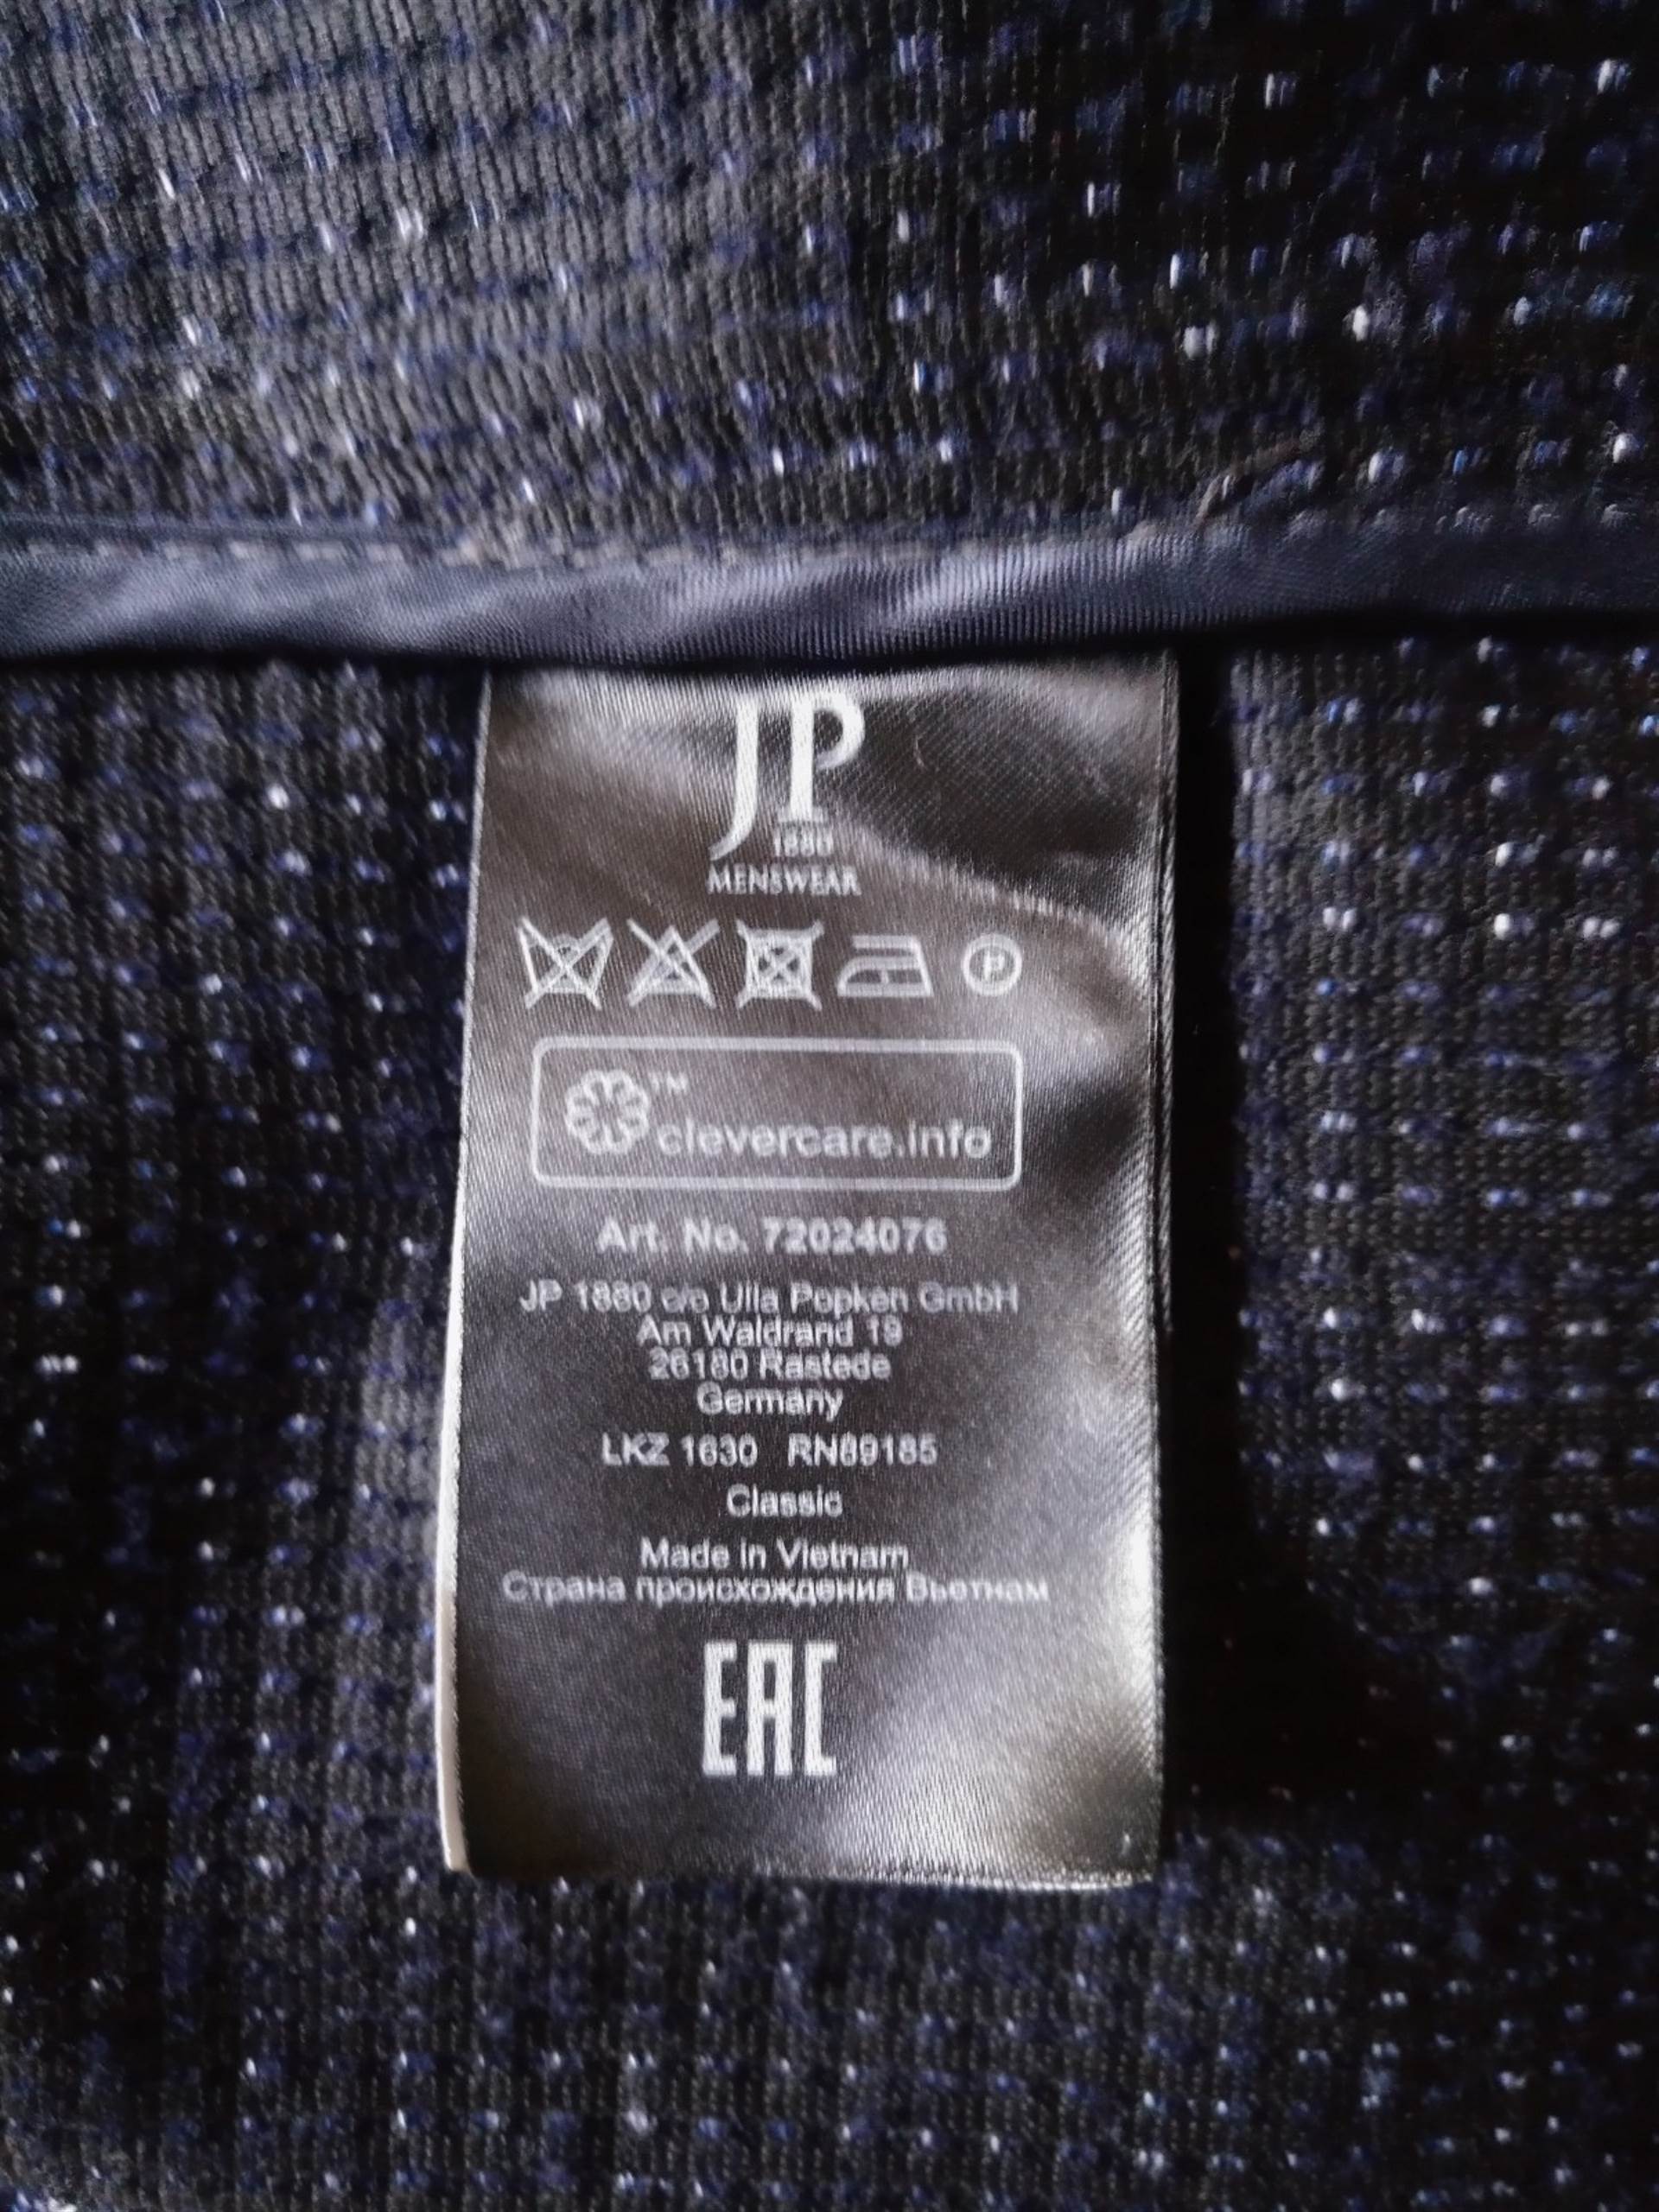 JP
1880
MENSWEAR
P
™
clevercare.info
Art. No. 72024076
JP 1880 c/o Ulla Popken GmbH
Am Waldrand 19
26180 Rastede
Germany
LKZ 1630 RN89185
Classic
Made in Vietnam
Страна происхождения Вьетнам
EAC